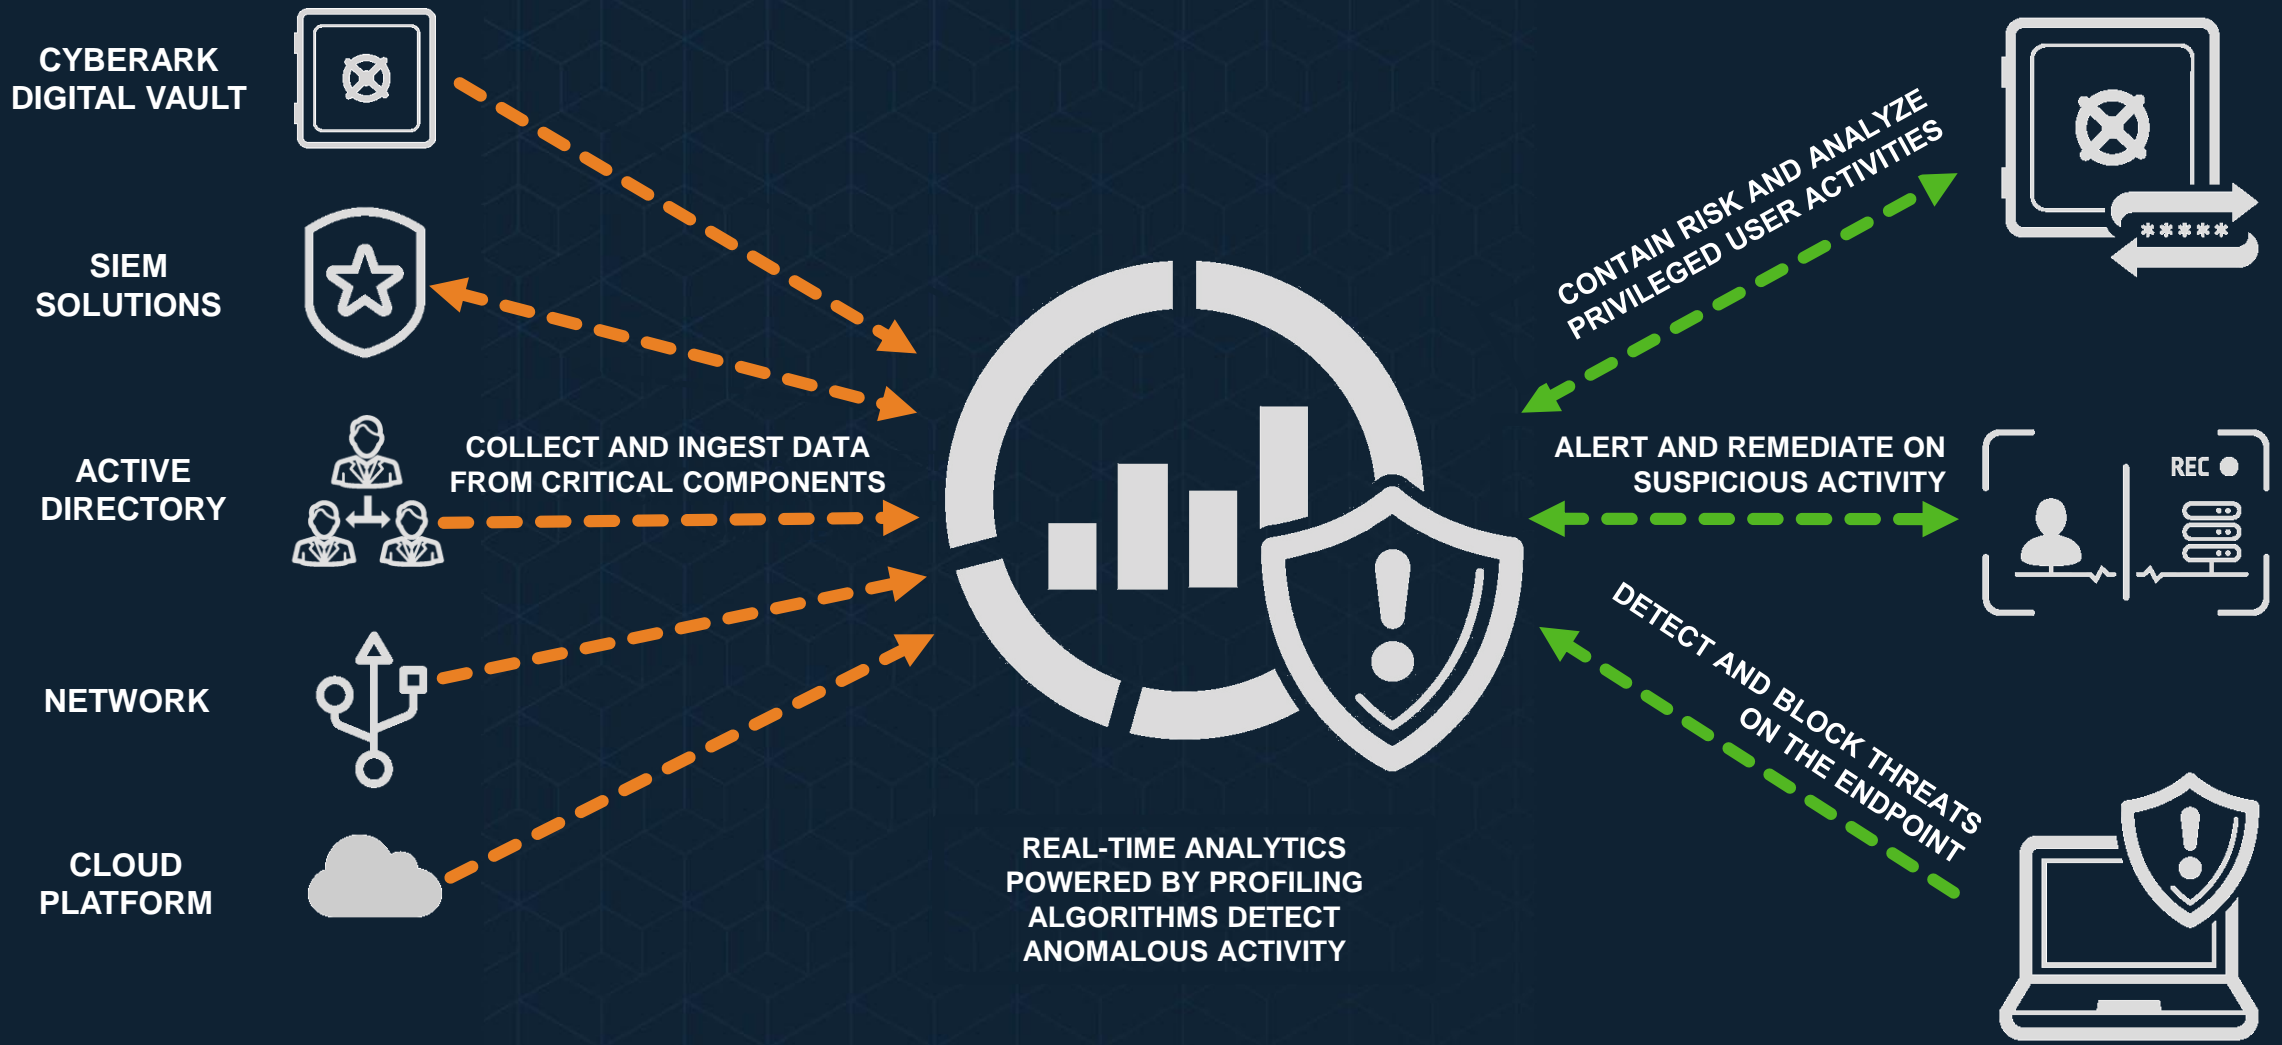 CYBERARK
DIGITAL VAULT
SIEM
SOLUTIONS
ACTIVE
DIRECTORY
NETWORK
CLOUD
PLATFORM
COLLECT AND INGEST DATA
FROM CRITICAL COMPONENTS
REAL-TIME ANALYTICS
POWERED BY PROFILING
ALGORITHMS DETECT
ANOMALOUS ACTIVITY
CONTAIN RISK AND ANALYZE
PRIVILEGED USER ACTIVITIES
*****
ALERT AND REMEDIATE ON
SUSPICIOUS ACTIVITY
REC
DETECT AND BLOCK THREATS
ON THE ENDPOINT